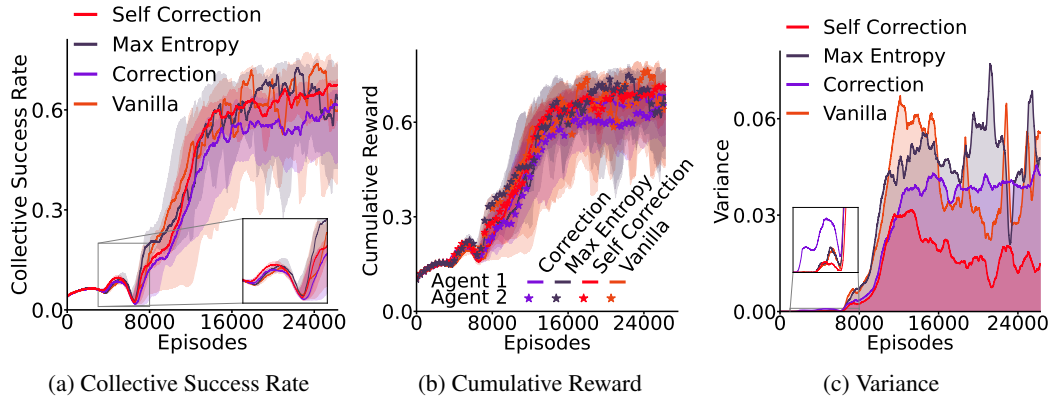 Self Correction
Max Entropy
Correction
Vanilla
Collective Success Rate
0.6
0.3
0.0
0 8000 16000 24000
Episodes
(a) Collective Success Rate
Cumulative Reward
0.6
0.3
0.0
Correction
Max Entropy
Self Correction
Vanilla
Agent 1
Agent 2
0 8000 16000 24000
Episodes
(b) Cumulative Reward
Self Correction
Max Entropy
Correction
Vanilla
Variance
0.06
0.03
0.00
0 8000 16000 24000
Episodes
(c) Variance